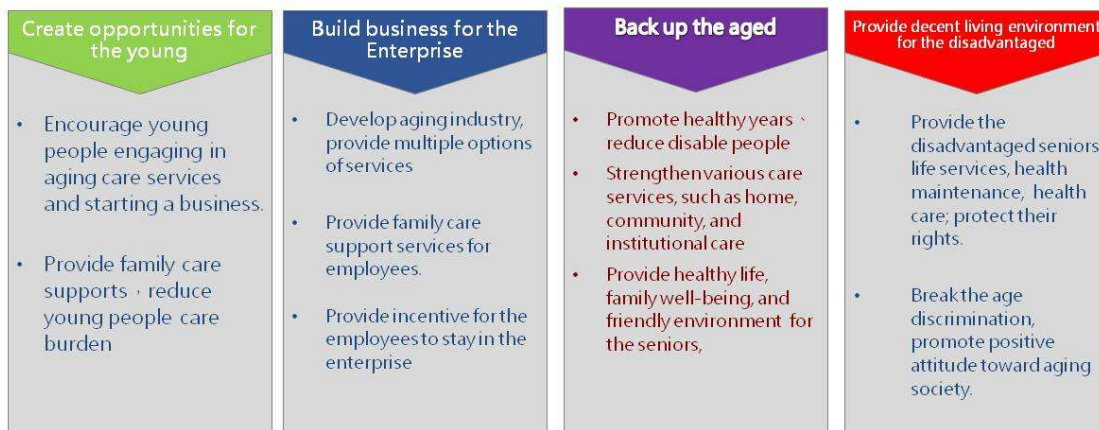 Create opportunities for
the young
• Encourage young
people engaging in
aging care services
and starting a business.
• Provide family care
supports，reduce
young people care
burden
Build business for the
Enterprise
• Develop aging industry,
provide multiple options
of services
• Provide family care
support services for
employees.
• Provide incentive for the
employees to stay in the
enterprise
Back up the aged
• Promote healthy years、
reduce disable people
• Strengthen various care
services, such as home,
community, and
institutional care
• Provide healthy life,
family well-being, and
friendly environment for
the seniors,
Provide decent living environment
for the disadvantaged
• Provide the
disadvantaged seniors
life services, health
maintenance, health
care; protect their
rights.
• Break the age
discrimination,
promote positive
attitude toward aging
society.